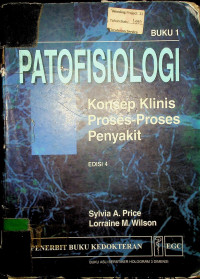 BUKU 1
PATOFISIOLOGI
Konsep Klinis
Proses-Proses
Penyakit
EDISI 4
Sylvia A. Price
Lorraine M. Wilson
PENERBIT BUKU KEDOKTERAN
EGC